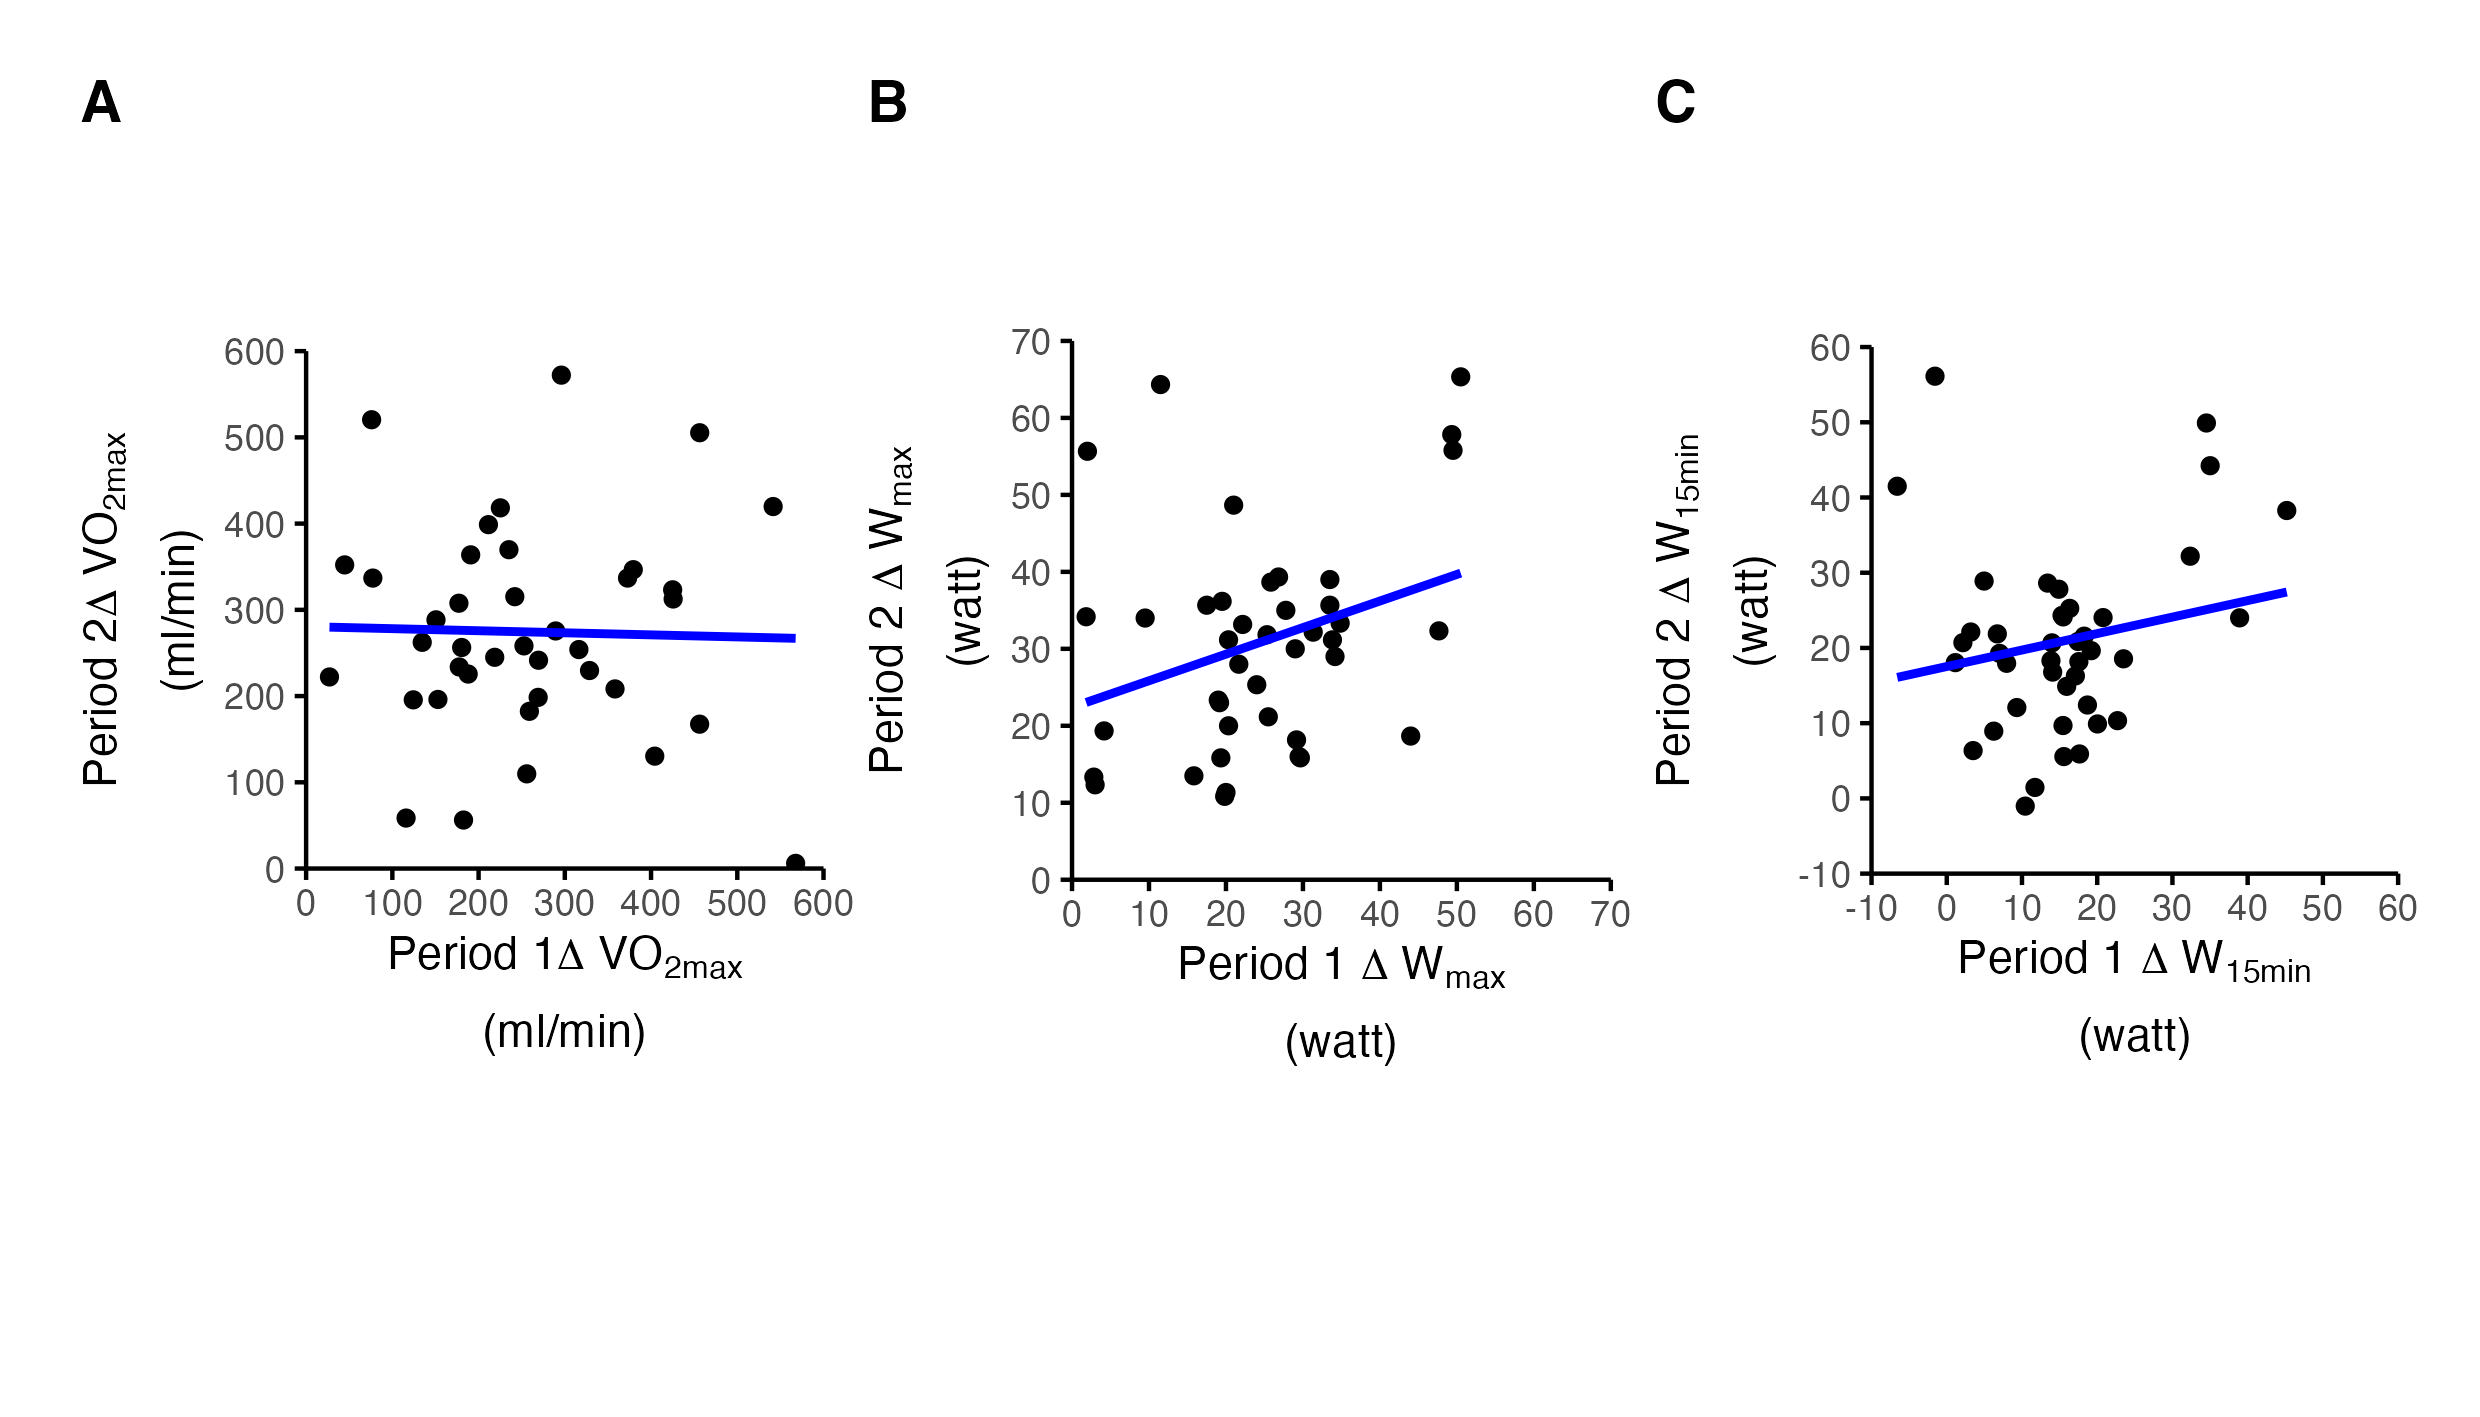 A
B
C
Period 2Δ VO2max
(ml/min)
600
500
400
300
200
100
0
0 100 200 300 400 500 600
Period 1Δ VO2max
(ml/min)
Period 2 Δ Wmax
(watt)
70
60
50
40
30
20
10
0
0 10 20 30 40 50 60 70
Period 1 Δ Wmax
(watt)
Period 2 Δ W15min
(watt)
60
50
40
30
20
10
0
-10
-10 0 10 20 30 40 50 60
Period 1 Δ W15min
(watt)